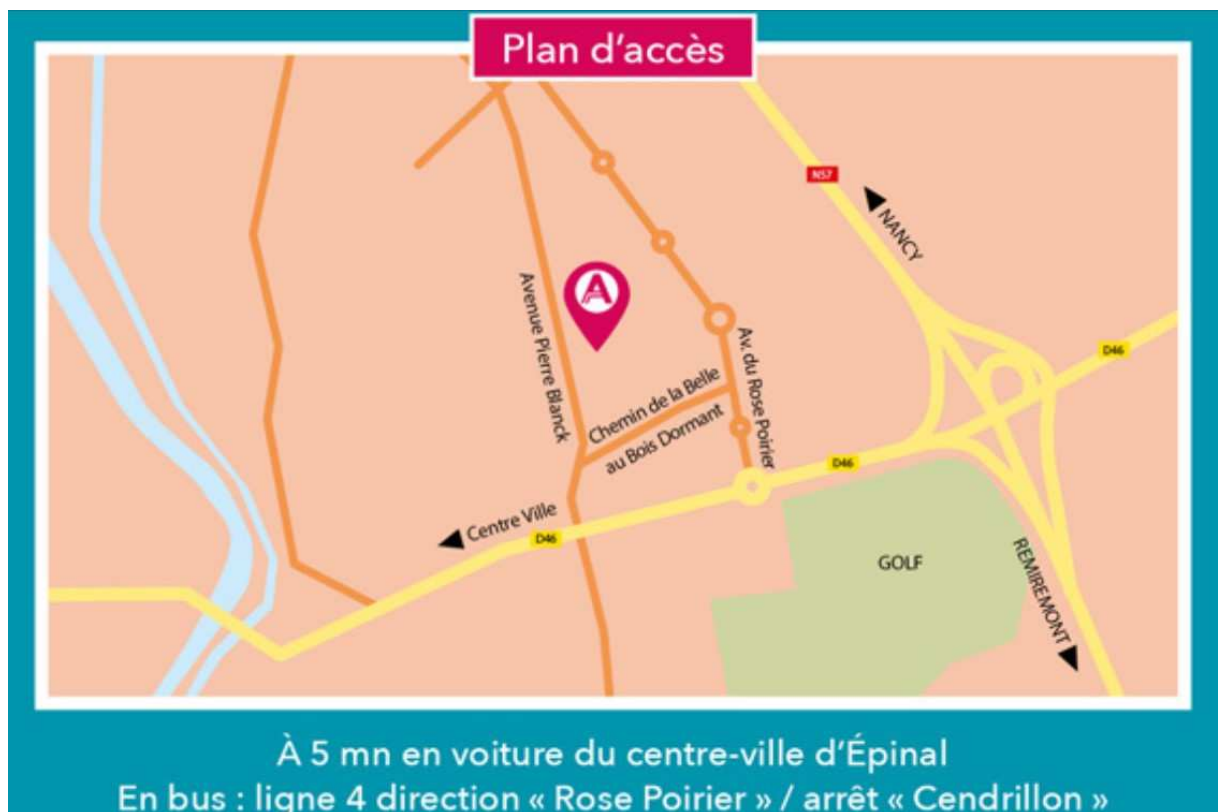 Plan d'accès
N57
NANCY
A
Avenue Pierre Blanck
Av. du Rose Poirier
D46
Chemin de la Belle
au Bois Dormant
D46
Centre Ville
D46
GOLF
REMIREMONT
À 5 mn en voiture du centre-ville d'Épinal
En bus : ligne 4 direction « Rose Poirier » / arrêt « Cendrillon »